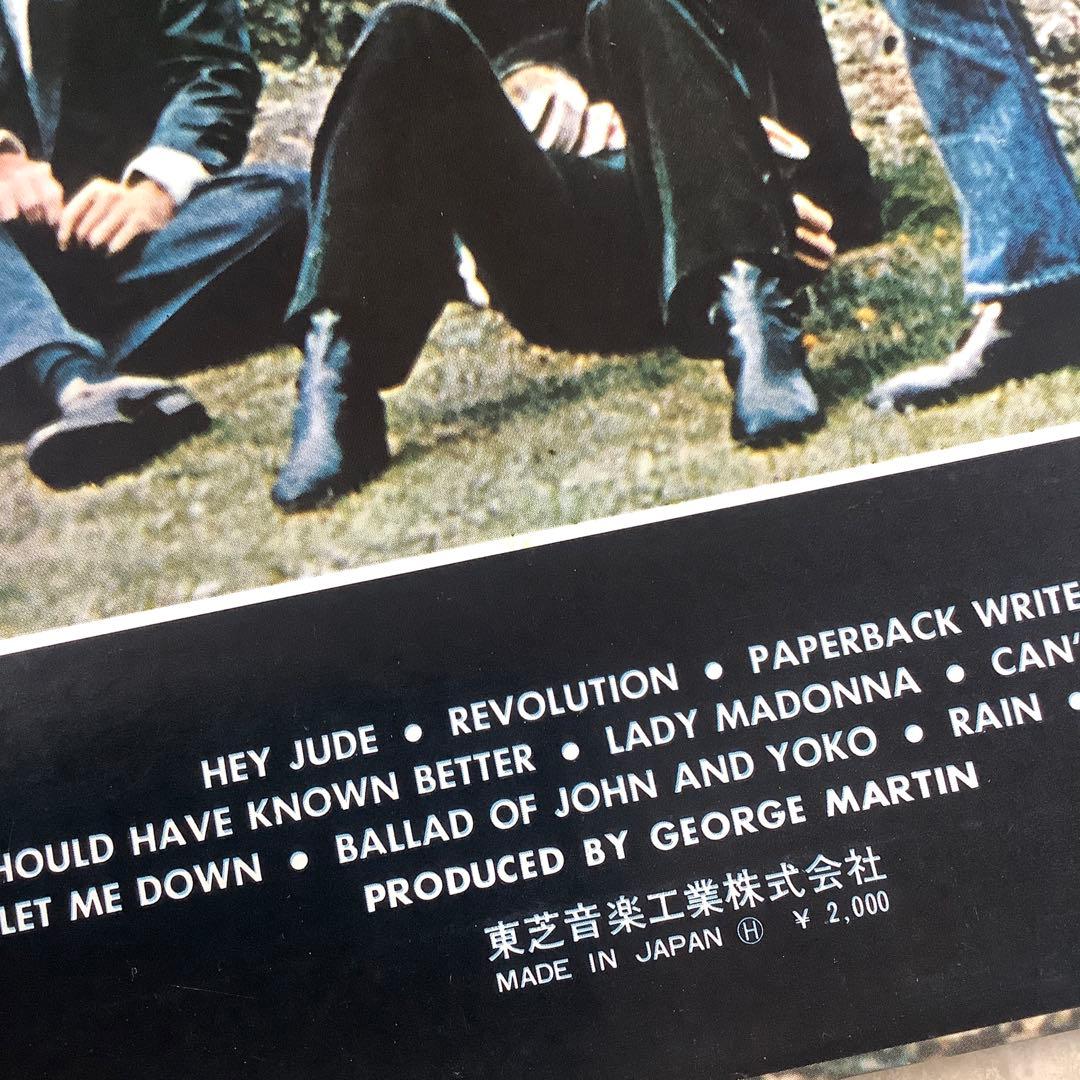 HEY JUDE • REVOLUTION • PAPERBACK WRITE
HOULD HAVE KNOWN BETTER • LADY MADONNA • CAN'
LET ME DOWN • BALLAD OF JOHN AND YOKO • RAIN •
PRODUCED BY GEORGE MARTIN
東芝音楽工業株式会社
MADE IN JAPAN Ⓗ ¥ 2,000